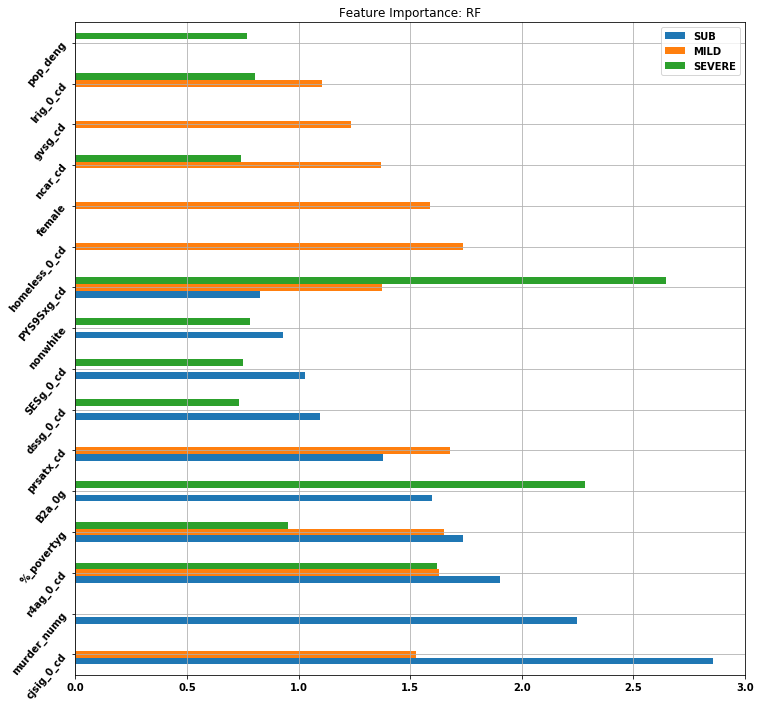 Feature Importance: RF
SUB
MILD
SEVERE
pop_deng
lrig_0_cd
gvsg_cd
ncar_cd
female
homeless_0_cd
PYS9Sxg_cd
nonwhite
SESg_0_cd
dssg_0_cd
prsatx_cd
B2a_0g
%_povertyg
r4ag_0_cd
murder_numg
cjsig_0_cd
0.0 0.5 1.0 1.5 2.0 2.5 3.0